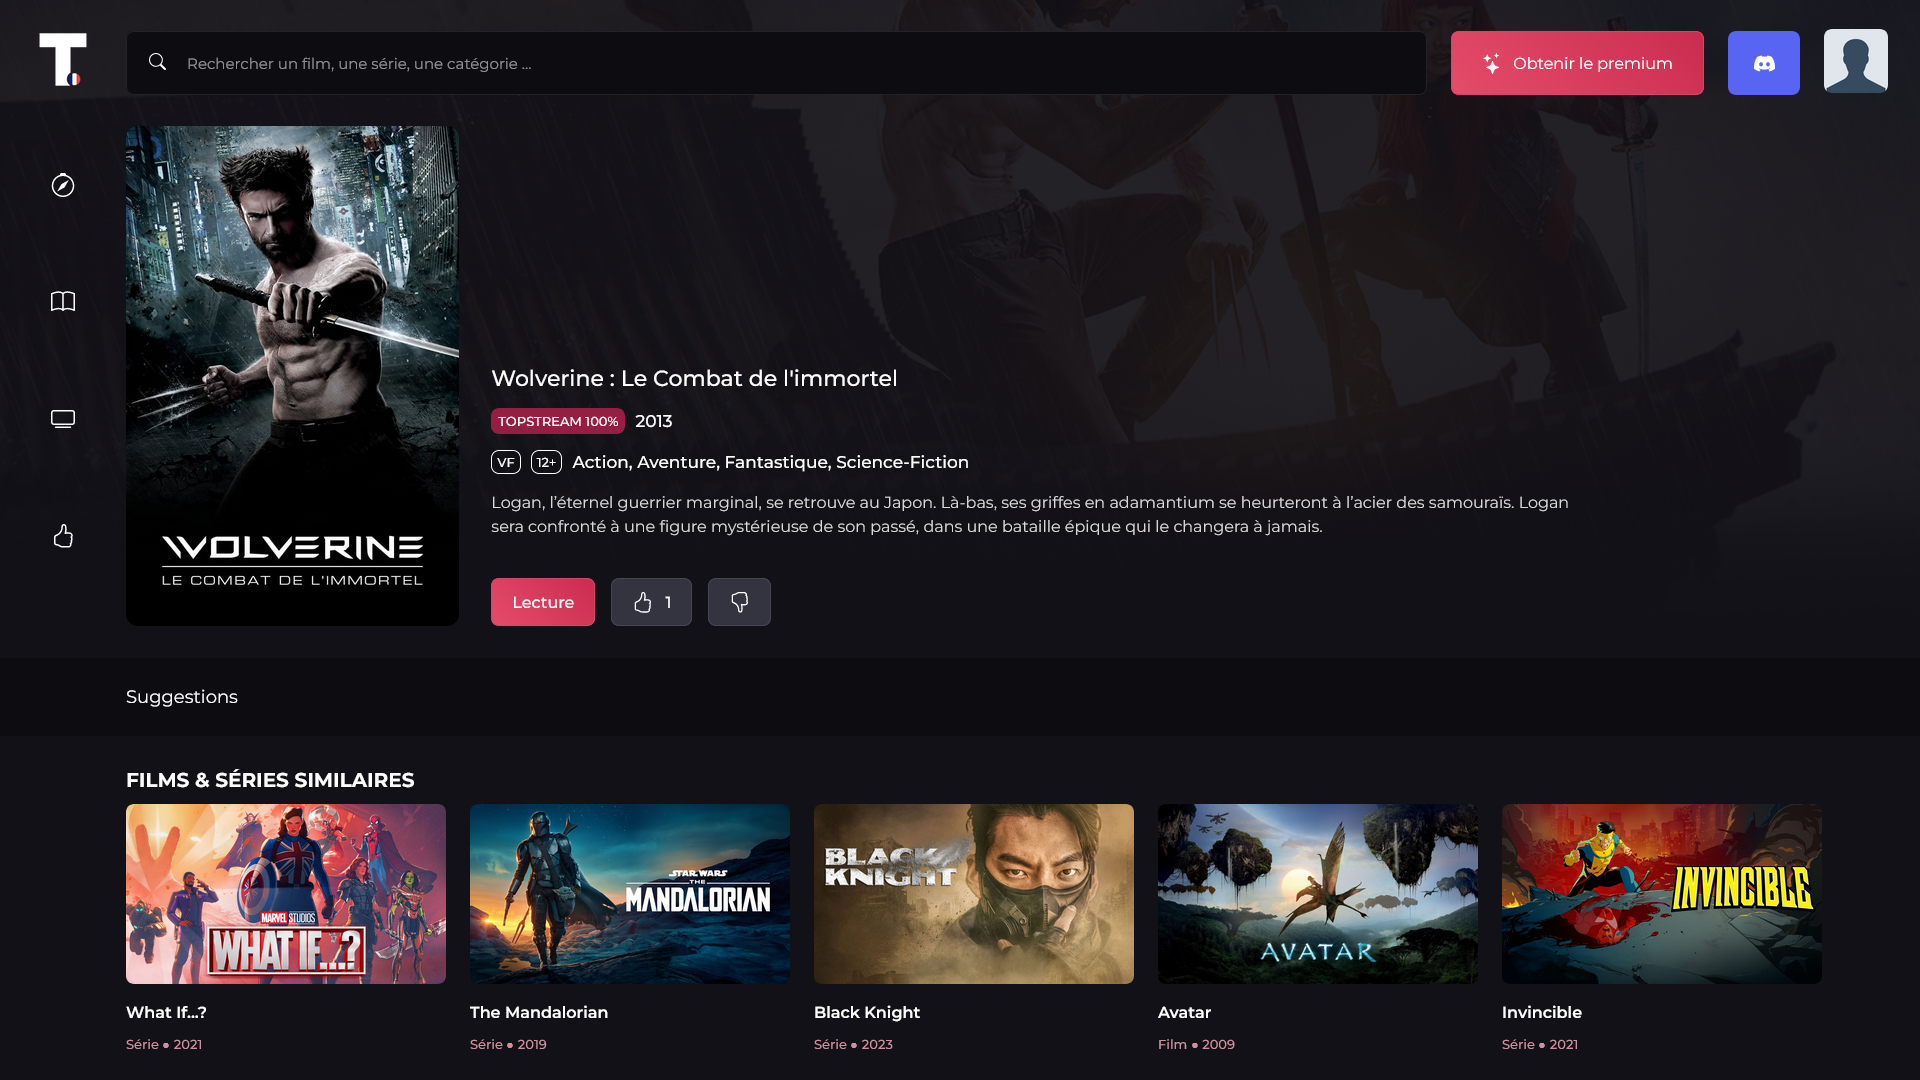 T.
Rechercher un film, une série, une catégorie ...
Obtenir le premium
WOLVERINE
LE COMBAT DE L'IMMORTEL
Wolverine : Le Combat de l'immortel
TOPSTREAM 100% 2013
VF 12+ Action, Aventure, Fantastique, Science-Fiction
Logan, l’éternel guerrier marginal, se retrouve au Japon. Là-bas, ses griffes en adamantium se heurteront à l’acier des samouraïs. Logan
sera confronté à une figure mystérieuse de son passé, dans une bataille épique qui le changera à jamais.
Lecture
1
Suggestions
FILMS & SÉRIES SIMILAIRES
MARVEL STUDIOS
WHAT IF...?
STAR WARS
THE
MANDALORIAN
BLACK
KNIGHT
AVATAR
INVINCIBLE
What If...?
Série ● 2021
The Mandalorian
Série ● 2019
Black Knight
Série ● 2023
Avatar
Film ● 2009
Invincible
Série ● 2021